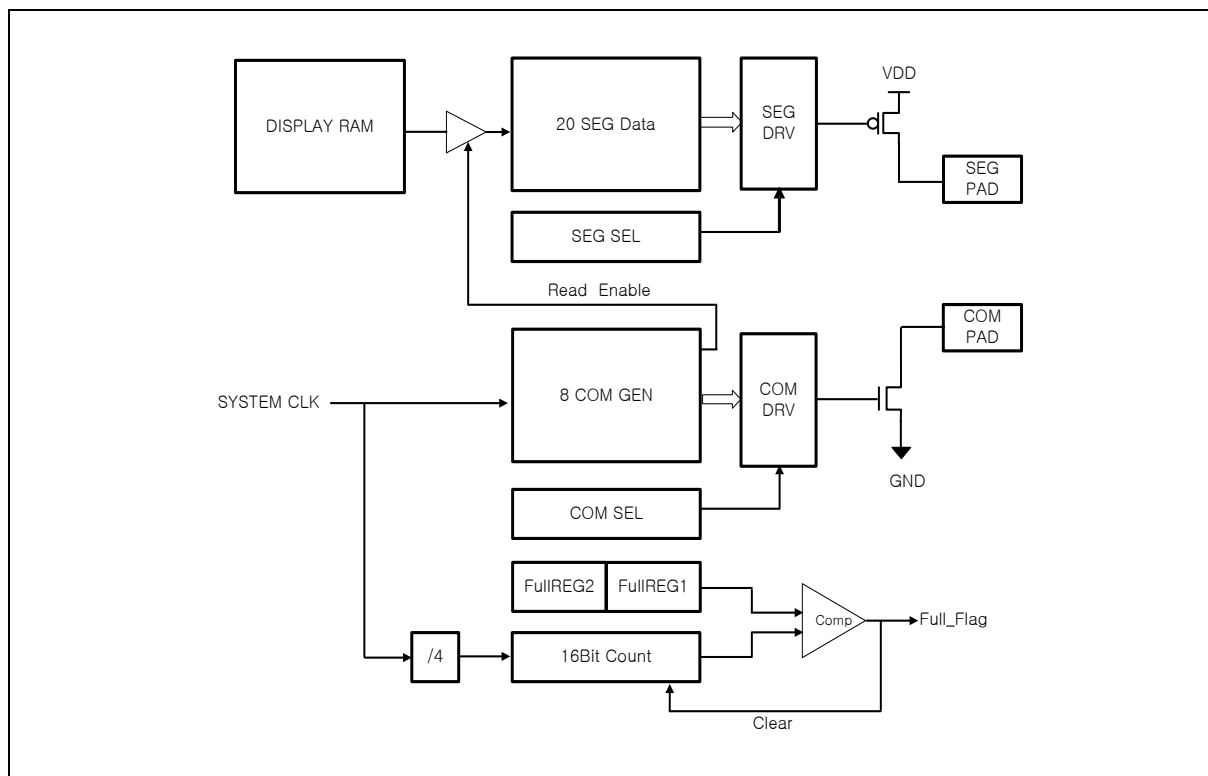 VDD
DISPLAY RAM
20 SEG Data
SEG
DRV
SEG
PAD
SEG SEL
Read Enable
COM
PAD
8 COM GEN
COM
DRV
SYSTEM CLK
GND
COM SEL
FullREG2
FullREG1
Comp
Full_Flag
/4
16Bit Count
Clear